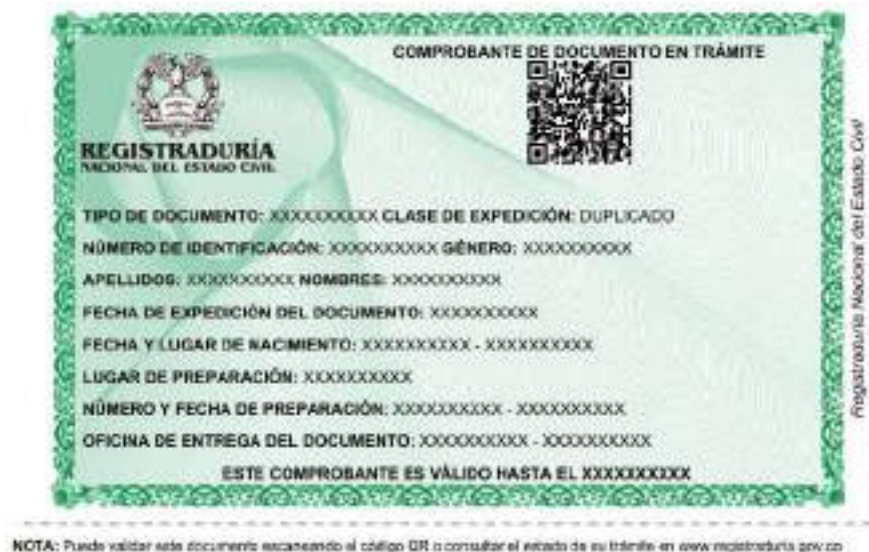 COMPROBANTE DE DOCUMENTO EN TRÁMITE
REGISTRADURÍA
NACIONAL DEL ESTADO CIVIL
TIPO DE DOCUMENTO: XXXXXXXXXX CLASE DE EXPEDICIÓN: DUPLICADO
NÚMERO DE IDENTIFICACIÓN: XXXXXXXXXX GÉNERO: XXXXXXXXXX
APELLIDOS: XXXXXXXXXX NOMBRES: XXXXXXXXXX
FECHA DE EXPEDICIÓN DEL DOCUMENTO: XXXXXXXXXX
FECHA Y LUGAR DE NACIMIENTO: XXXXXXXXXX - XXXXXXXXXX
LUGAR DE PREPARACIÓN: XXXXXXXXXX
NÚMERO Y FECHA DE PREPARACIÓN: XXXXXXXXXX - XXXXXXXXXX
OFICINA DE ENTREGA DEL DOCUMENTO: XXXXXXXXXX - XXXXXXXXXX
ESTE COMPROBANTE ES VÁLIDO HASTA EL XXXXXXXXXX
Registraduría Nacional del Estado Civil
NOTA: Puede validar este documento escaneando el código QR o consultar el estado de su trámite en www.registraduria.gov.co